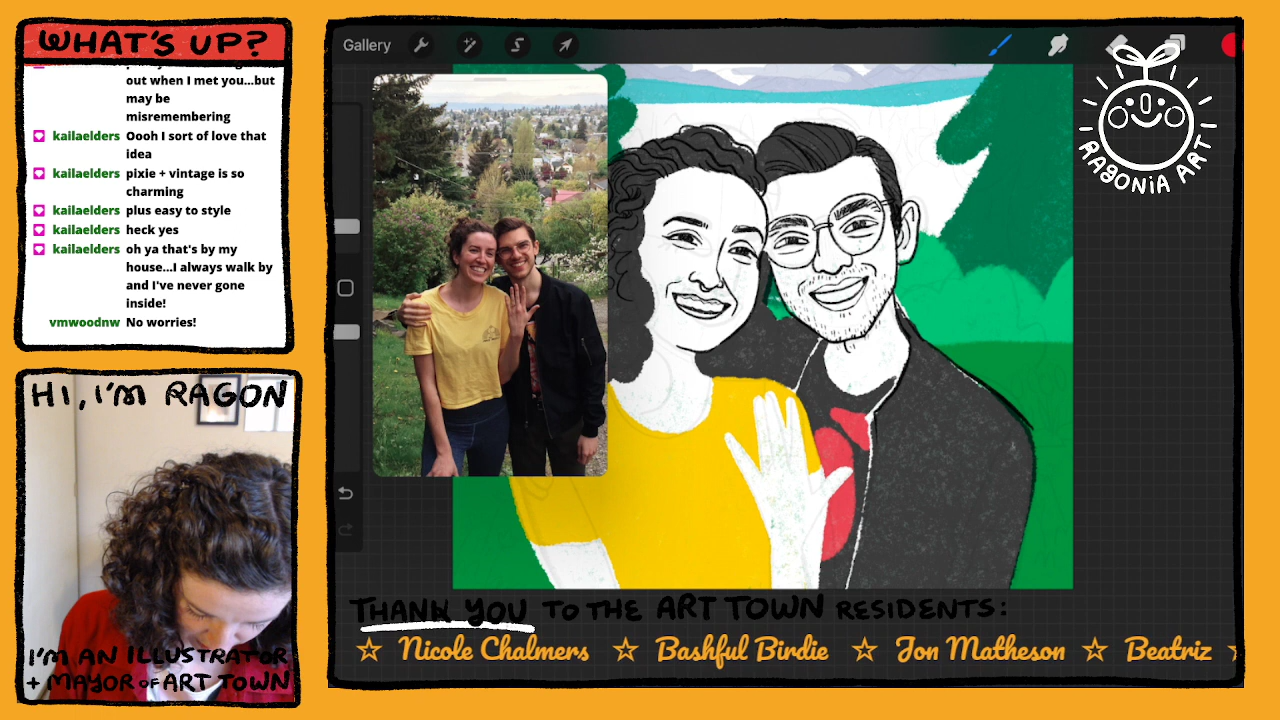 WHAT'S UP?
out when I met you...but
may be
misremembering
kailaelders Oooh I sort of love that
idea
kailaelders pixie + vintage is so
charming
kailaelders plus easy to style
kailaelders heck yes
kailaelders oh ya that's by my
house...I always walk by
and I've never gone
inside!
vmwoodnw No worries!
HI, I'M RAGON
I'M AN ILLUSTRATOR
+ MAYOR OF ART TOWN
Gallery
RAGONIA ART
THANK YOU TO THE ART TOWN RESIDENTS:
☆ Nicole Chalmers ☆ Bashful Birdie ☆ Jon Matheson ☆ Beatriz ☆